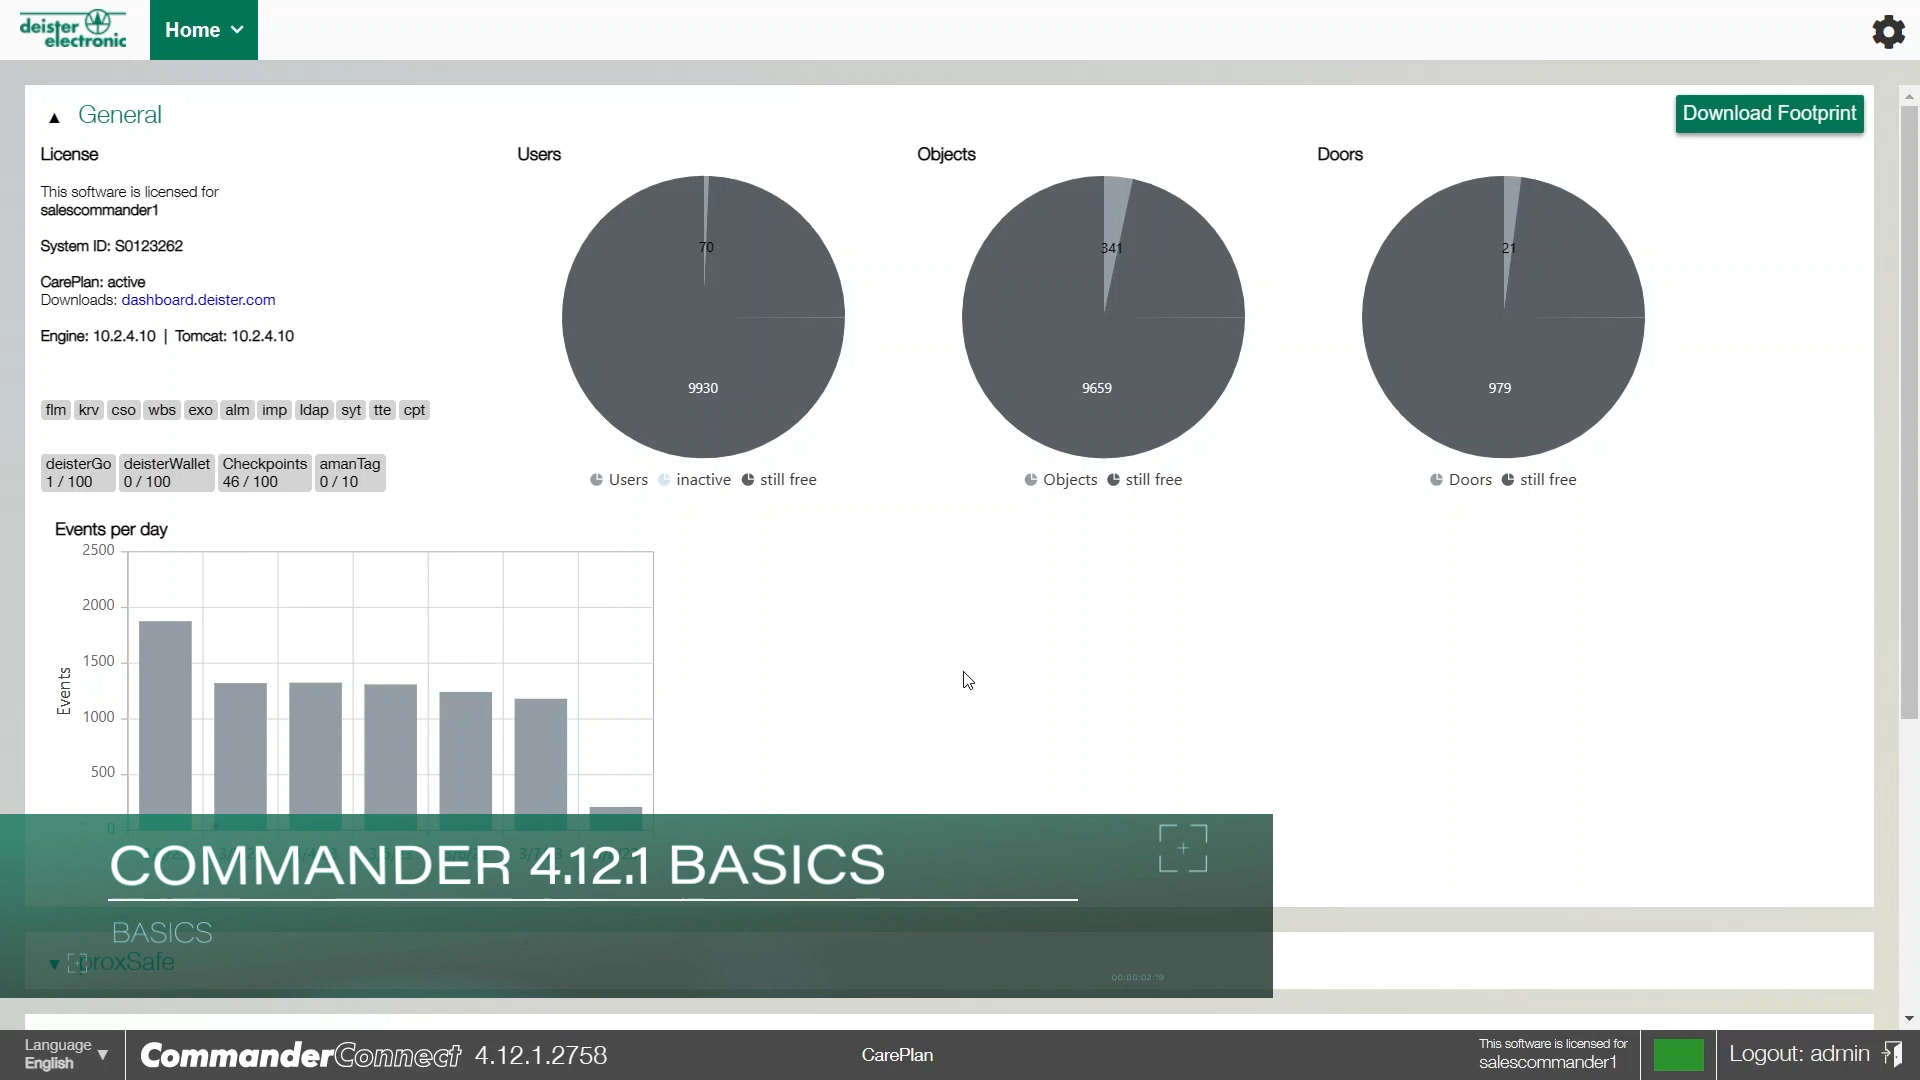 deister
electronic
Home
General
Download Footprint
License
Users
Objects
Doors
This software is licensed for
salescommander1
System ID: S0123262
CarePlan: active
Downloads: dashboard.deister.com
Engine: 10.2.4.10 | Tomcat: 10.2.4.10
70
341
21
9930
9659
979
flm krv cso wbs exo alm imp ldap syt tte cpt
deisterGo
1 / 100
deisterWallet
0 / 100
Checkpoints
46 / 100
amanTag
0 / 10
Users inactive still free
Objects still free
Doors still free
Events per day
2500
2000
1500
1000
500
0
Events
COMMANDER 4.12.1 BASICS
BASICS
proxSafe
00:00:02:19
Language
English
CommanderConnect 4.12.1.2758
CarePlan
This software is licensed for
salescommander1
Logout: admin